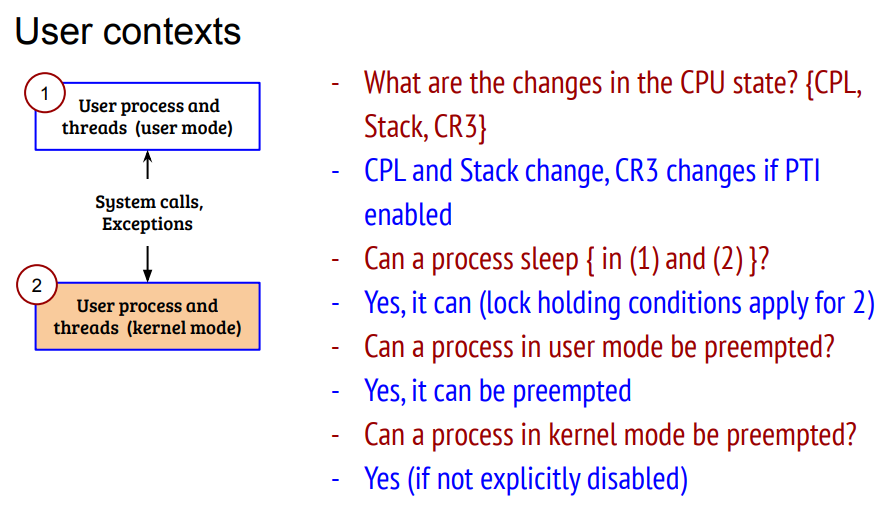 User contexts
1
User process and
threads (user mode)
System calls,
Exceptions
2
User process and
threads (kernel mode)
- What are the changes in the CPU state? {CPL,
Stack, CR3}
- CPL and Stack change, CR3 changes if PTI
enabled
- Can a process sleep { in (1) and (2) }?
- Yes, it can (lock holding conditions apply for 2)
- Can a process in user mode be preempted?
- Yes, it can be preempted
- Can a process in kernel mode be preempted?
- Yes (if not explicitly disabled)